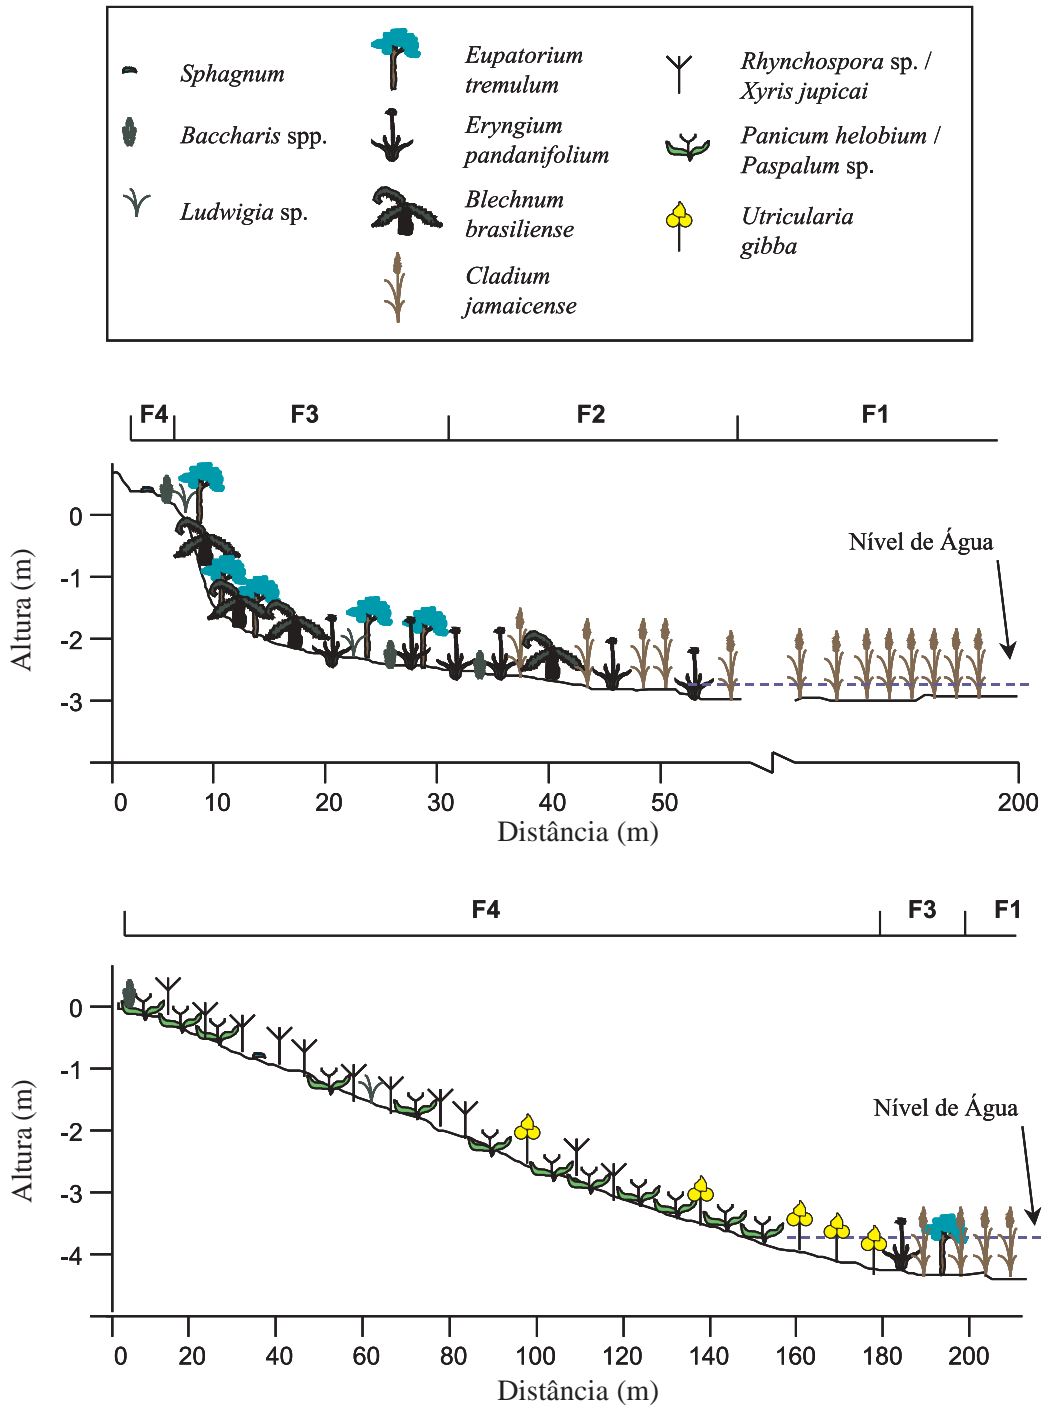 Sphagnum
Baccharis spp.
Ludwigia sp.
Eupatorium
tremulum
Eryngium
pandanifolium
Blechnum
brasiliense
Cladium
jamaicense
Rhynchospora sp. /
Xyris jupicai
Panicum helobium /
Paspalum sp.
Utricularia
gibba
F4 F3 F2 F1
Altura (m)
0
-1
-2
-3
Nível de Água
0 10 20 30 40 50 200
Distância (m)
F4 F3 F1
Altura (m)
0
-1
-2
-3
-4
Nível de Água
0 20 40 60 80 100 120 140 160 180 200
Distância (m)